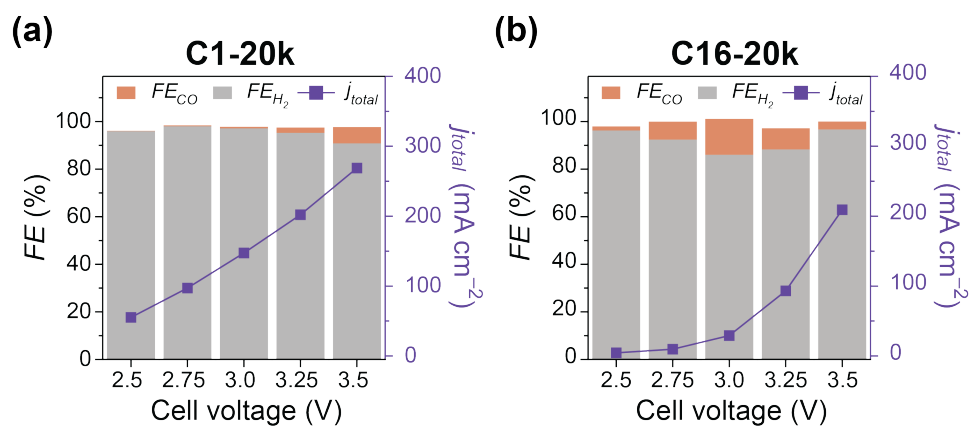 (a)
C1-20k
FE_CO FE_H₂ j_total
FE (%)
100
80
60
40
20
0
400
300
200
100
0
j_total (mA cm⁻²)
2.5 2.75 3.0 3.25 3.5
Cell voltage (V)
(b)
C16-20k
FE_CO FE_H₂ j_total
FE (%)
100
80
60
40
20
0
400
300
200
100
0
j_total (mA cm⁻²)
2.5 2.75 3.0 3.25 3.5
Cell voltage (V)